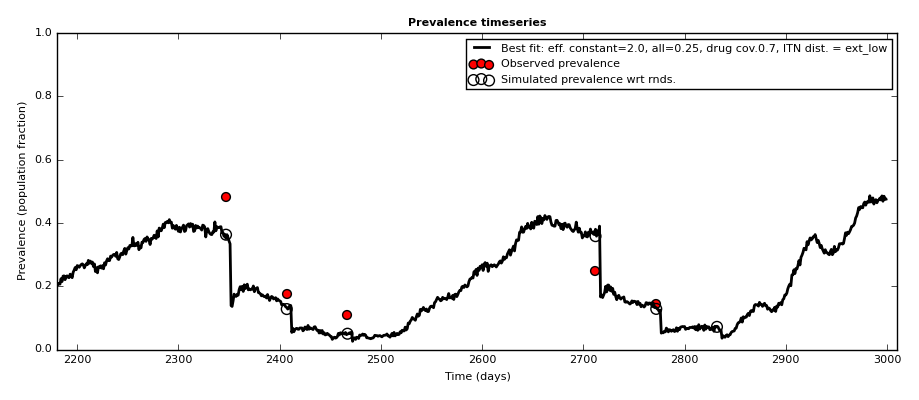 Prevalence timeseries
Best fit: eff. constant=2.0, all=0.25, drug cov.0.7, ITN dist. = ext_low
Observed prevalence
Simulated prevalence wrt rnds.
Prevalence (population fraction)
1.0
0.8
0.6
0.4
0.2
0.0
2200 2300 2400 2500 2600 2700 2800 2900 3000
Time (days)